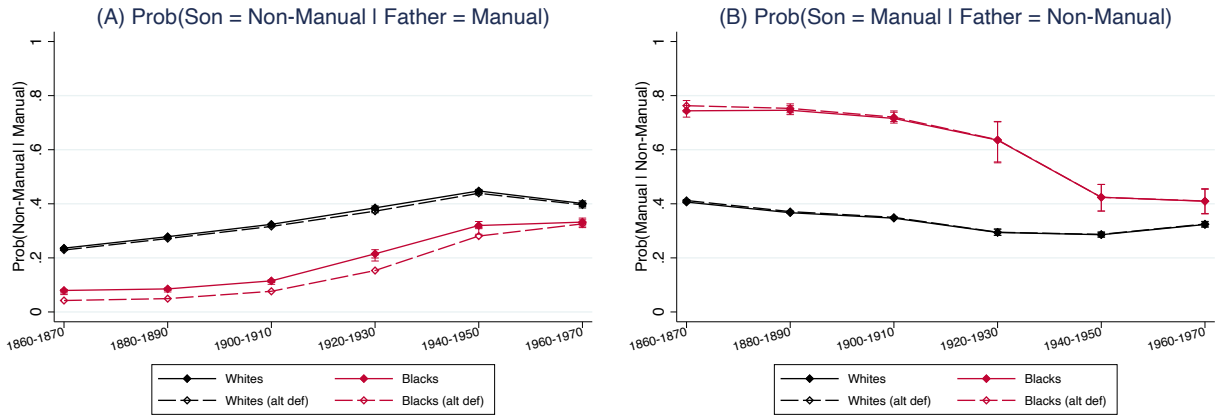 (A) Prob(Son = Non-Manual | Father = Manual)
Prob(Non-Manual | Manual)
1
.8
.6
.4
.2
0
1860-1870
1880-1890
1900-1910
1920-1930
1940-1950
1960-1970
Whites
Blacks
Whites (alt def)
Blacks (alt def)
(B) Prob(Son = Manual | Father = Non-Manual)
Prob(Manual | Non-Manual)
1
.8
.6
.4
.2
0
1860-1870
1880-1890
1900-1910
1920-1930
1940-1950
1960-1970
Whites
Blacks
Whites (alt def)
Blacks (alt def)